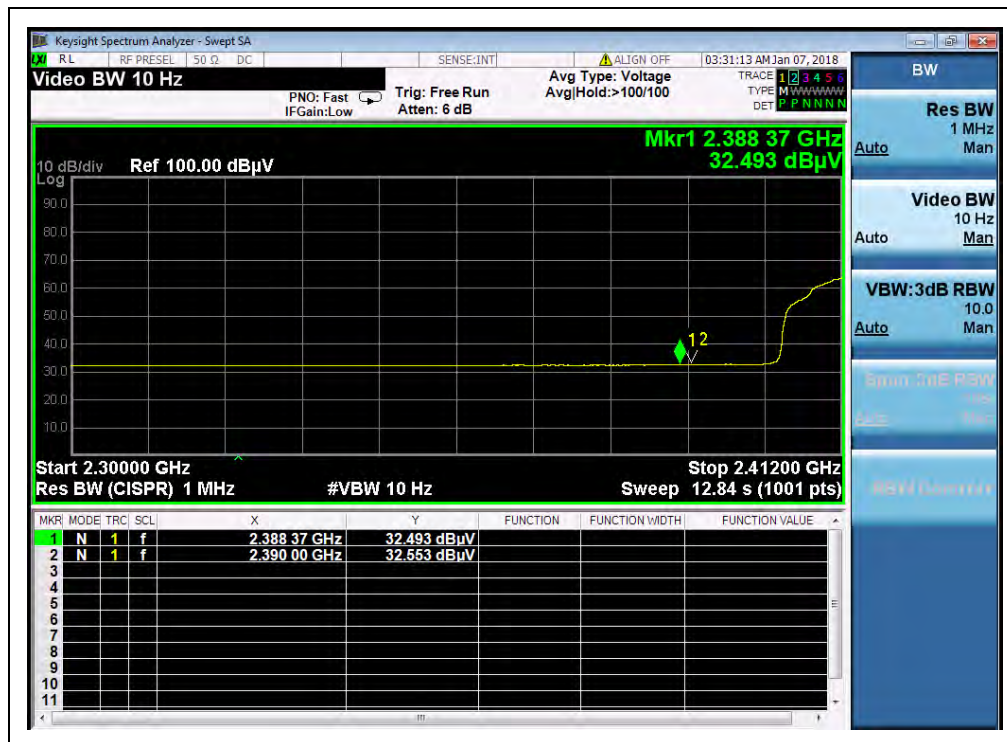 Keysight Spectrum Analyzer - Swept SA
LXI RL RF PRESEL 50 Ω DC SENSE:INT ALIGN OFF 03:31:13 AM Jan 07, 2018
Video BW 10 Hz
PNO: Fast
IFGain:Low
Trig: Free Run
Atten: 6 dB
Avg Type: Voltage
Avg|Hold:>100/100
TRACE 1 2 3 4 5 6
TYPE M W W W W W
DET P P N N N N
Mkr1 2.388 37 GHz
32.493 dBµV
10 dB/div Ref 100.00 dBµV
Log
90.0
80.0
70.0
60.0
50.0
40.0
30.0
20.0
10.0
1 2
Start 2.30000 GHz Stop 2.41200 GHz
Res BW (CISPR) 1 MHz #VBW 10 Hz Sweep 12.84 s (1001 pts)
MKR MODE TRC SCL X Y FUNCTION FUNCTION WIDTH FUNCTION VALUE
1 N 1 f 2.388 37 GHz 32.493 dBµV
2 N 1 f 2.390 00 GHz 32.553 dBµV
3
4
5
6
7
8
9
10
11
BW
Res BW
1 MHz
Auto Man
Video BW
10 Hz
Auto Man
VBW:3dB RBW
10.0
Auto Man